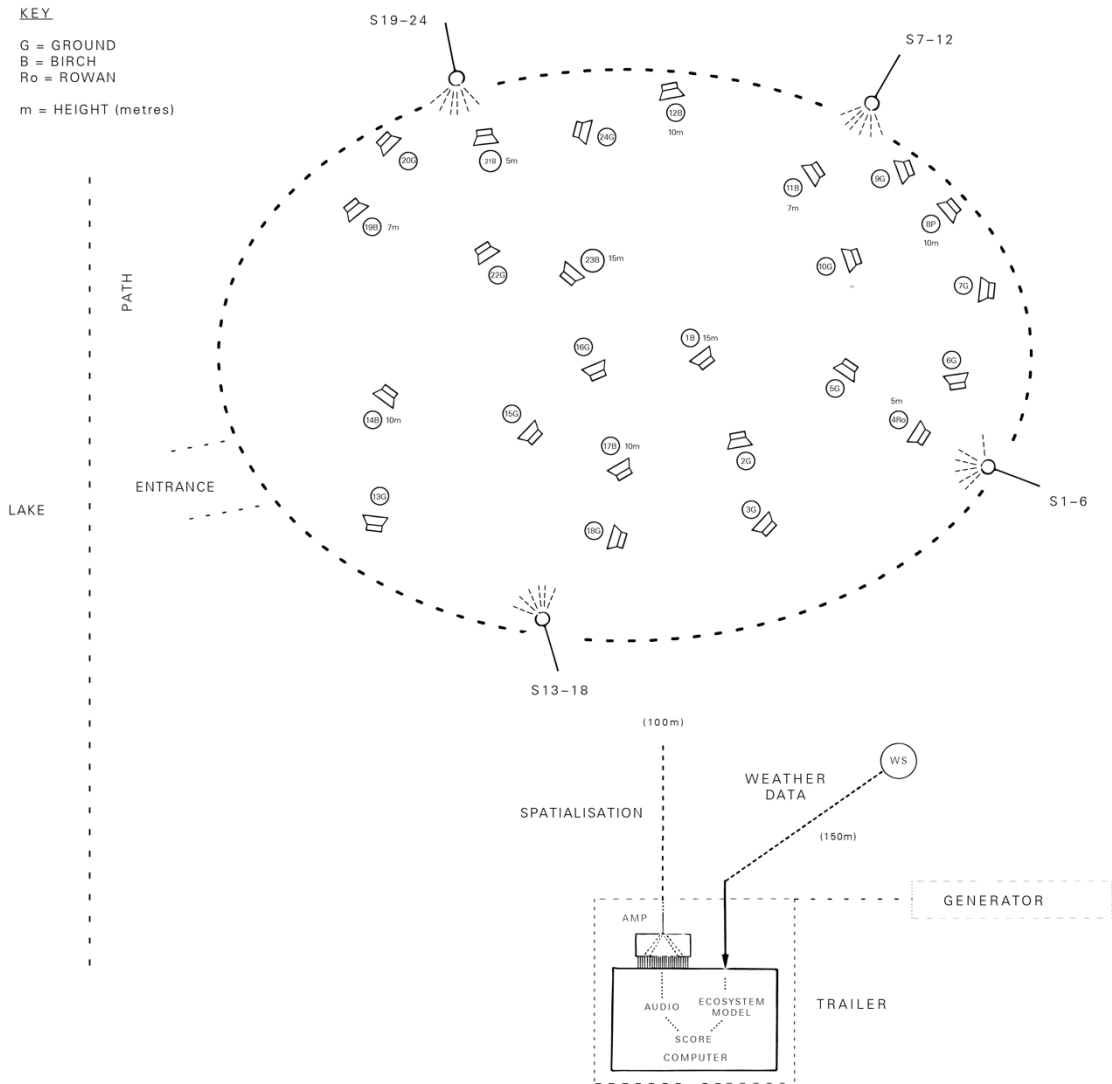 KEY
G = GROUND
B = BIRCH
Ro = ROWAN
m = HEIGHT (metres)
S19–24
S7–12
12B
10m
20G
21B 5m
24G
11B
7m
9G
8P
10m
19B 7m
22G
23B 15m
10G
7G
PATH
16G
1B 15m
5G
6G
5m
4Ro
14B 10m
15G
17B 10m
2G
ENTRANCE
13G
LAKE
18G
3G
S1–6
S13–18
(100m)
WS
WEATHER
DATA
SPATIALISATION
(150m)
GENERATOR
AMP
AUDIO
ECOSYSTEM
MODEL
TRAILER
SCORE
COMPUTER